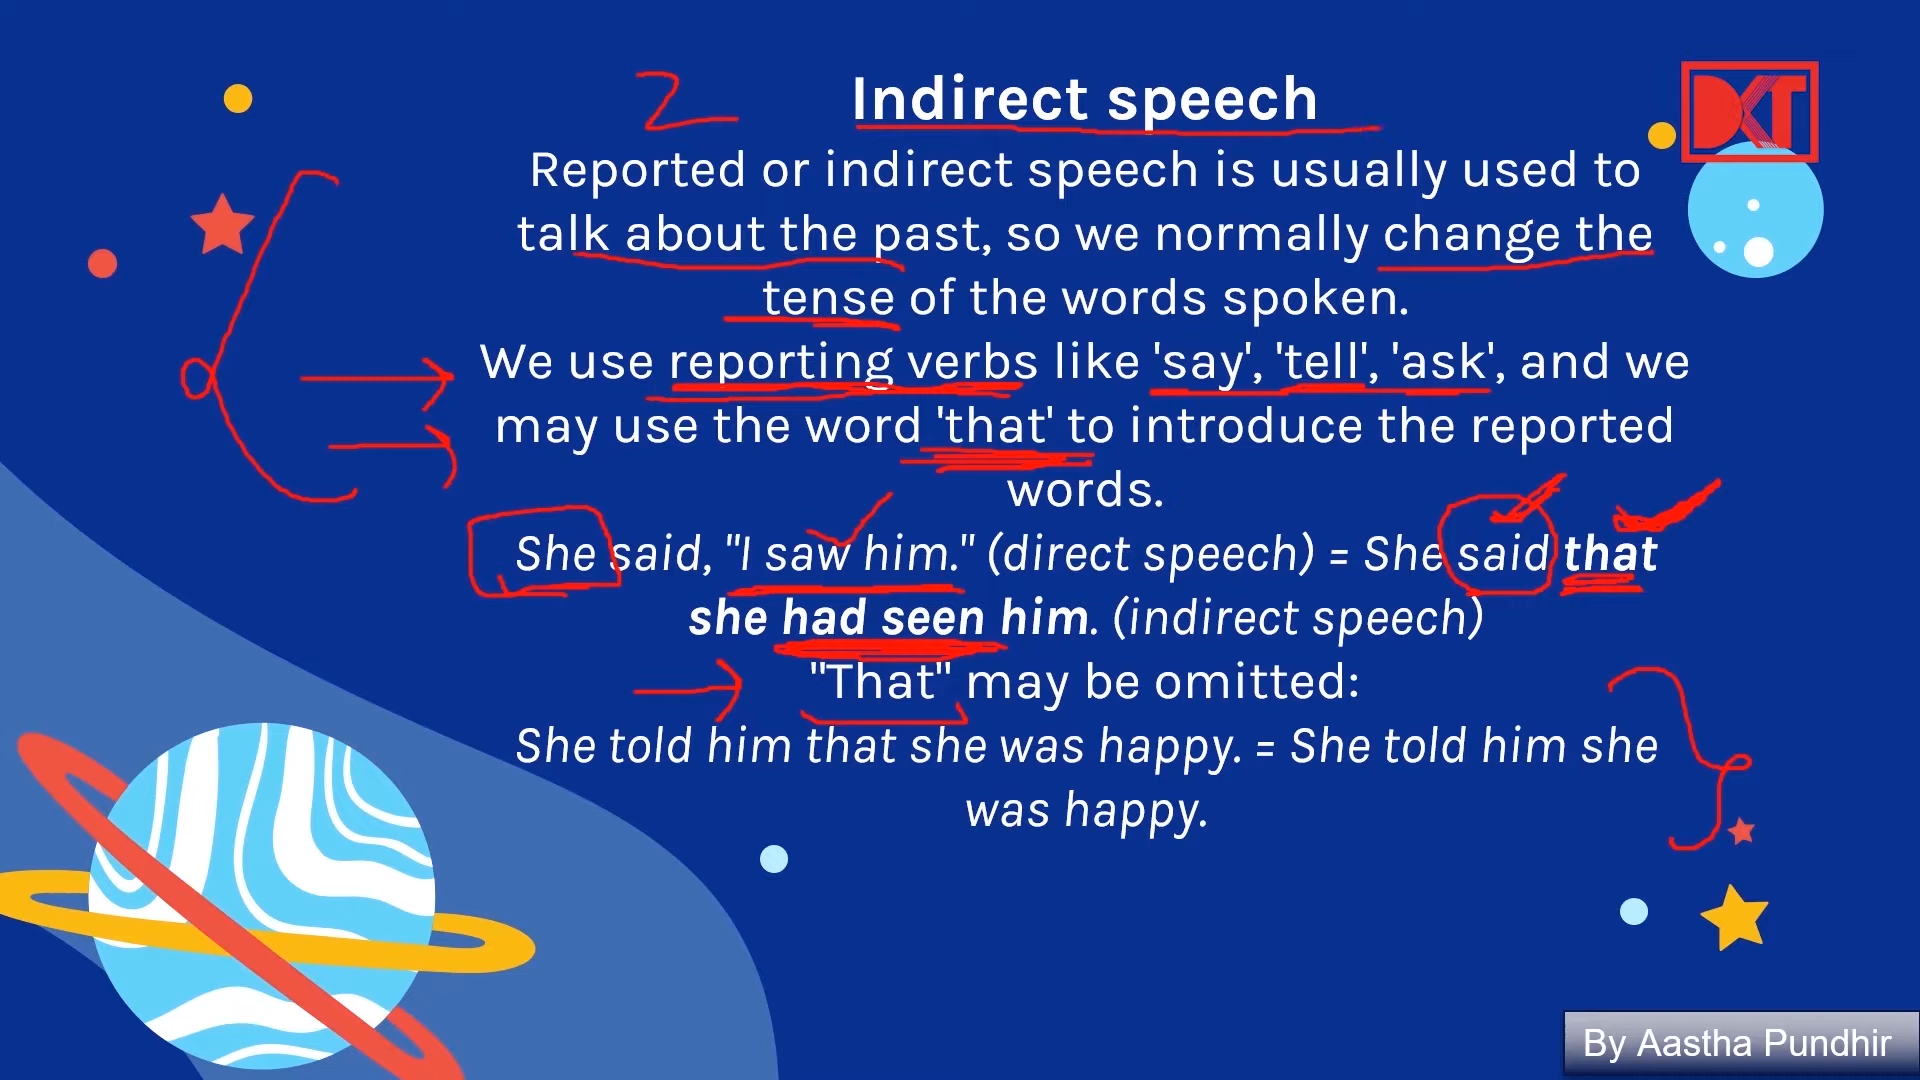 2
Indirect speech
DKT
Reported or indirect speech is usually used to
talk about the past, so we normally change the
tense of the words spoken.
We use reporting verbs like 'say', 'tell', 'ask', and we
may use the word 'that' to introduce the reported
words.
She said, "I saw him." (direct speech) = She said that
she had seen him. (indirect speech)
"That" may be omitted:
She told him that she was happy. = She told him she
was happy.
By Aastha Pundhir